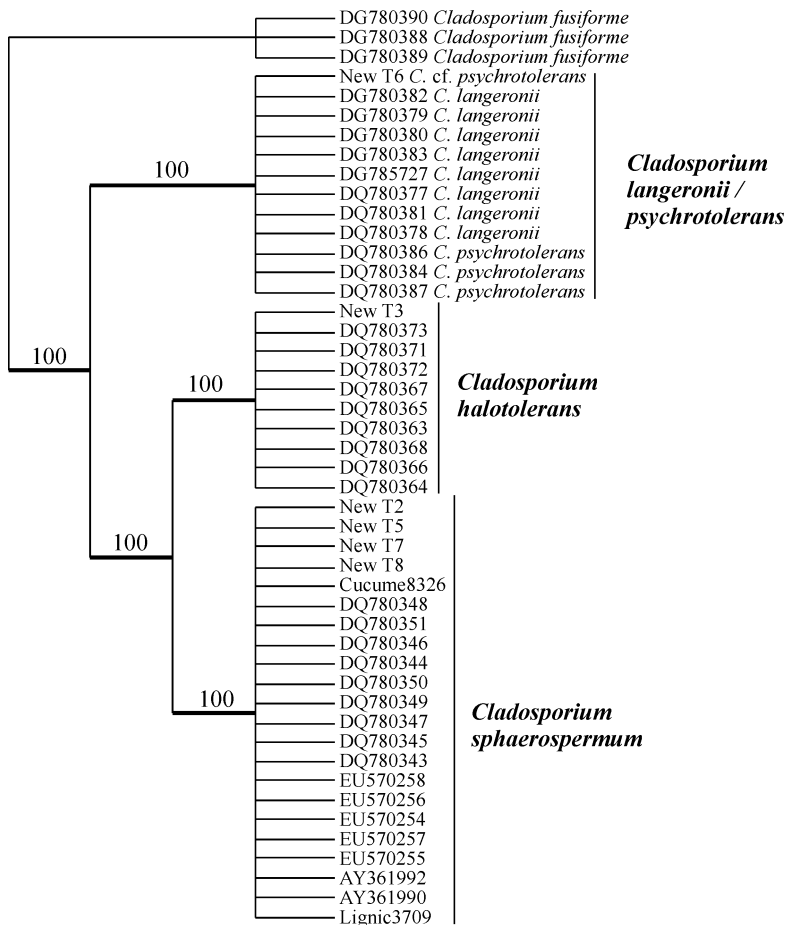 DG780390 Cladosporium fusiforme
DG780388 Cladosporium fusiforme
DG780389 Cladosporium fusiforme
New T6 C. cf. psychrotolerans
DG780382 C. langeronii
DG780379 C. langeronii
DG780380 C. langeronii
DG780383 C. langeronii
DG785727 C. langeronii
DQ780377 C. langeronii
DQ780381 C. langeronii
DQ780378 C. langeronii
DQ780386 C. psychrotolerans
DQ780384 C. psychrotolerans
DQ780387 C. psychrotolerans
100
Cladosporium
langeronii /
psychrotolerans
New T3
DQ780373
DQ780371
DQ780372
DQ780367
DQ780365
DQ780363
DQ780368
DQ780366
DQ780364
100
100
Cladosporium
halotolerans
New T2
New T5
New T7
New T8
Cucume8326
DQ780348
DQ780351
DQ780346
DQ780344
DQ780350
DQ780349
DQ780347
DQ780345
DQ780343
EU570258
EU570256
EU570254
EU570257
EU570255
AY361992
AY361990
Lignic3709
100
100
Cladosporium
sphaerospermum